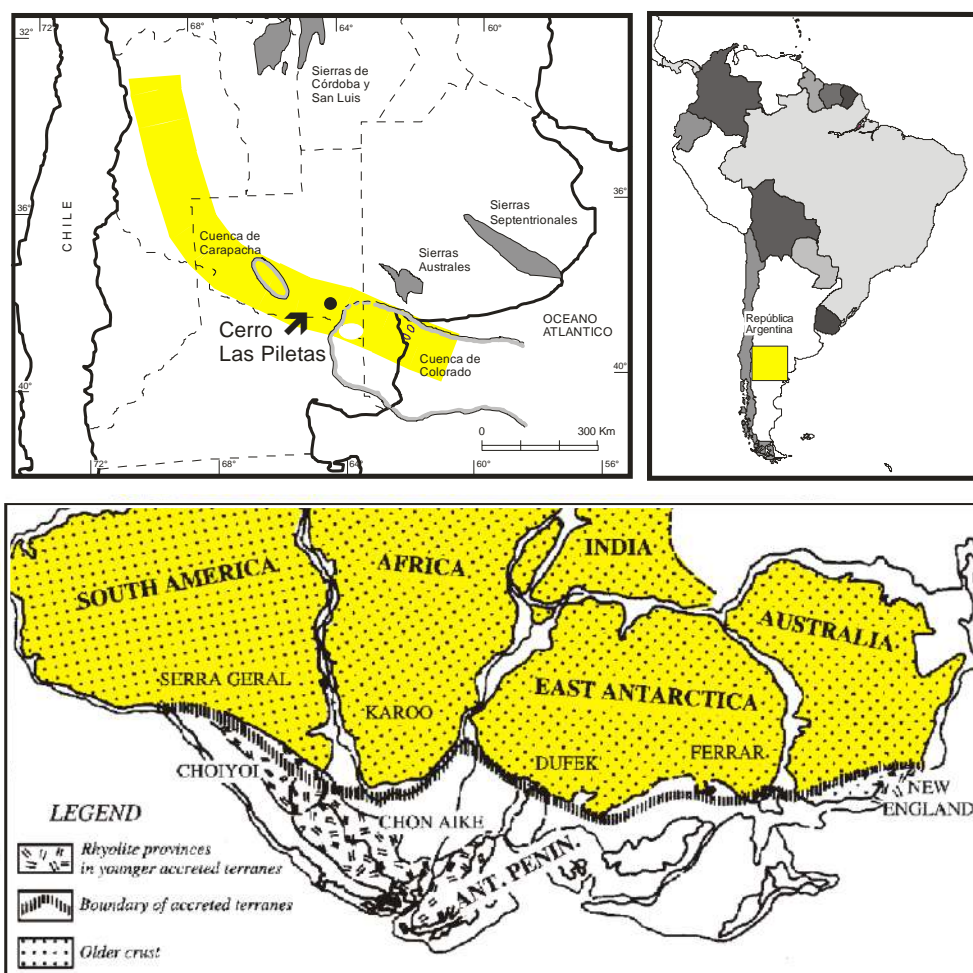 72°
68°
64°
60°
32°
Sierras de
Córdoba y
San Luis
CHILE
36°
36°
Sierras
Septentrionales
Cuenca de
Carapacha
Sierras
Australes
OCEANO
ATLANTICO
Cerro
Las Piletas
Cuenca de
Colorado
40°
40°
0 300 Km
72°
68°
64°
60°
56°
República
Argentina
SOUTH AMERICA
AFRICA
INDIA
AUSTRALIA
SERRA GERAL
KAROO
EAST ANTARCTICA
DUFEK
FERRAR
CHOIYOI
NEW
ENGLAND
CHON AIKE
ANT. PENIN.
LEGEND
Rhyolite provinces
in younger accreted terranes
Boundary of accreted terranes
Older crust